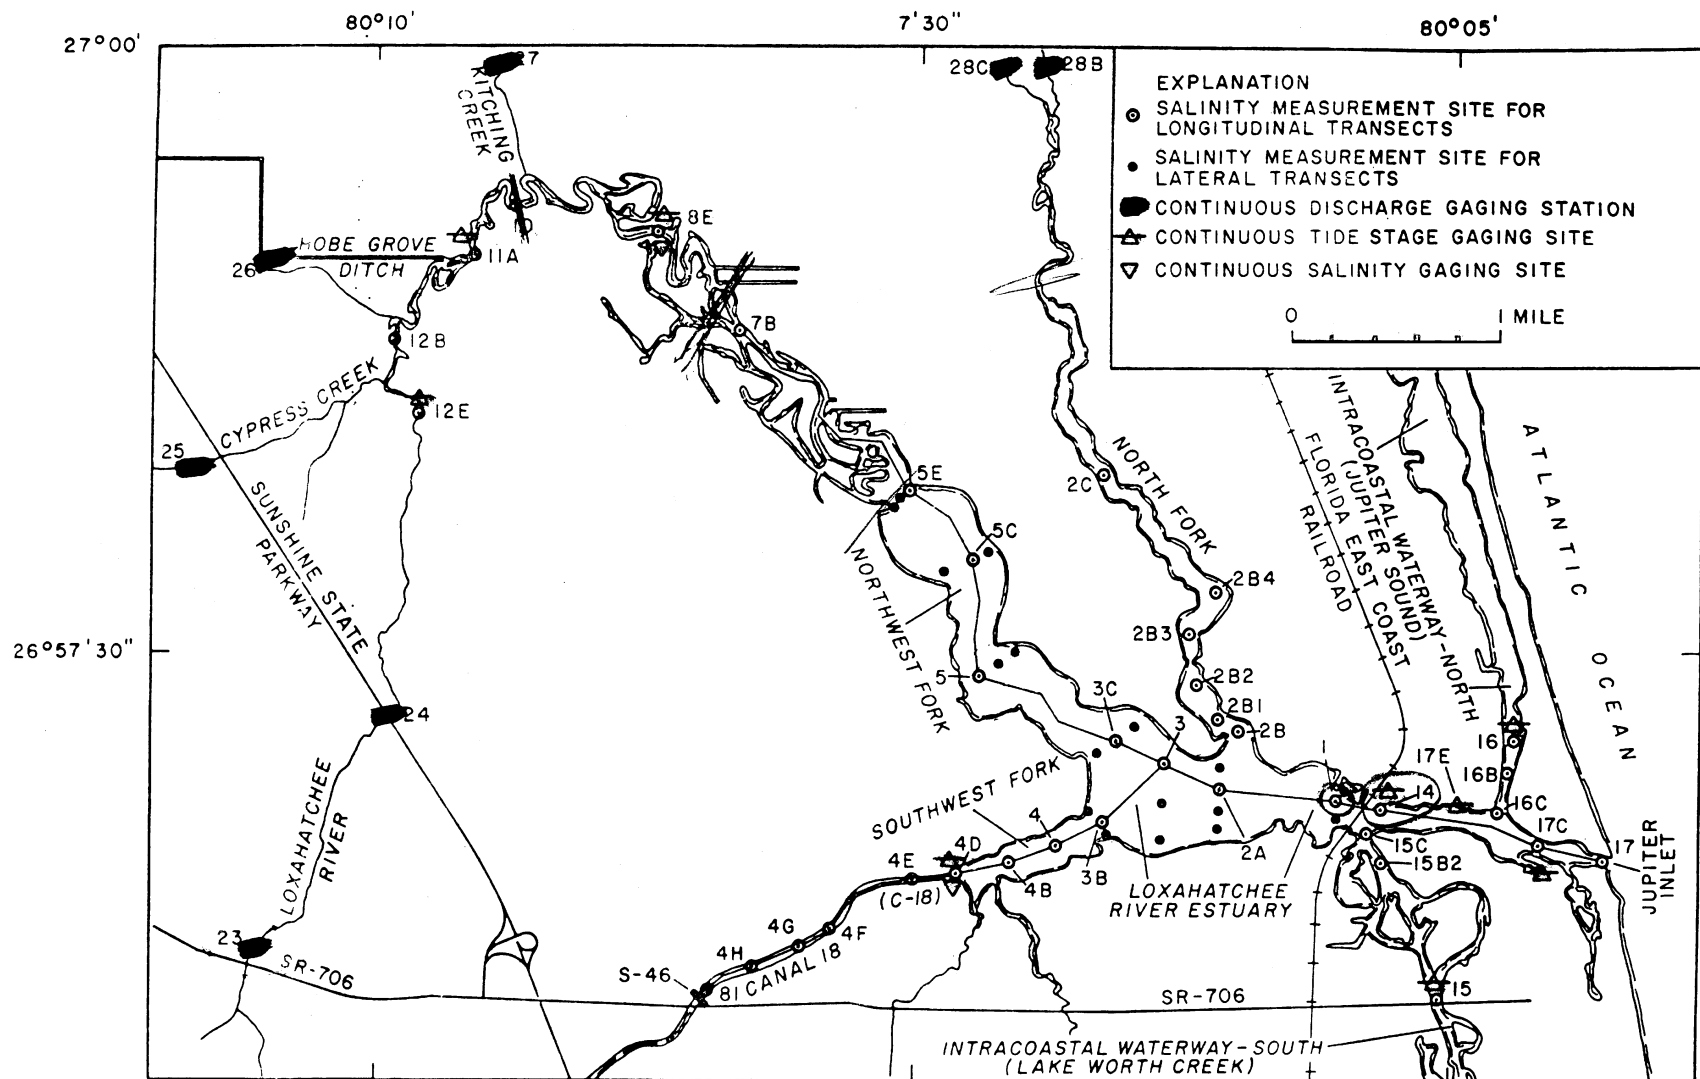 80°10'
7'30"
80°05'
27°00'
7
28C
28B
KITCHING
CREEK
EXPLANATION
SALINITY MEASUREMENT SITE FOR
LONGITUDINAL TRANSECTS
SALINITY MEASUREMENT SITE FOR
LATERAL TRANSECTS
CONTINUOUS DISCHARGE GAGING STATION
CONTINUOUS TIDE STAGE GAGING SITE
CONTINUOUS SALINITY GAGING SITE
0 1 MILE
8E
HOBE GROVE
DITCH
11A
26
7B
12B
12E
CYPRESS CREEK
25
SUNSHINE STATE
PARKWAY
5E
5C
2C
NORTH FORK
NORTHWEST FORK
INTRACOASTAL WATERWAY-NORTH
(JUPITER SOUND)
FLORIDA EAST COAST
RAILROAD
ATLANTIC
OCEAN
2B4
2B3
26°57'30"
5
2B2
3C
2B1
2B
3
24
16
17E
16B
1
14
16C
SOUTHWEST FORK
4
17C
15C
17
4D
4E
2A
15B2
3B
4B
(C-18)
LOXAHATCHEE
RIVER ESTUARY
JUPITER
INLET
LOXAHATCHEE
RIVER
23
4G
4F
4H
SR-706
S-46
81
CANAL 18
SR-706
15
INTRACOASTAL WATERWAY-SOUTH
(LAKE WORTH CREEK)